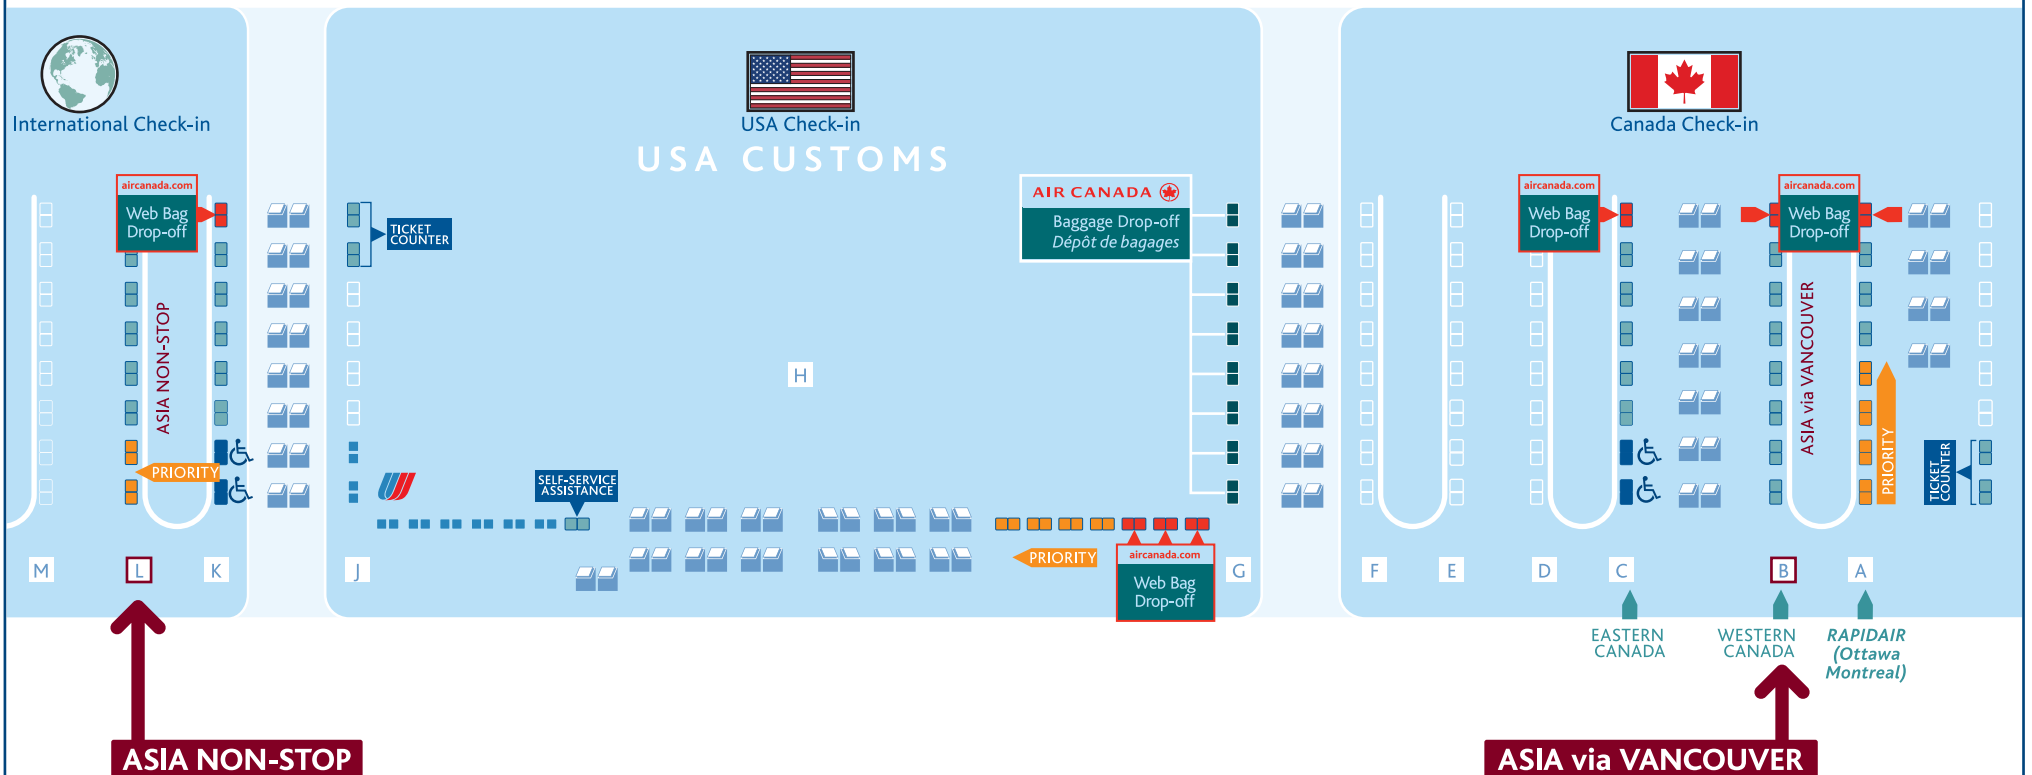 International Check-in
USA Check-in
Canada Check-in
USA CUSTOMS
aircanada.com
Web Bag
Drop-off
TICKET
COUNTER
AIR CANADA
Baggage Drop-off
Dépôt de bagages
aircanada.com
Web Bag
Drop-off
aircanada.com
Web Bag
Drop-off
ASIA NON-STOP
PRIORITY
H
SELF-SERVICE
ASSISTANCE
PRIORITY
aircanada.com
Web Bag
Drop-off
ASIA via VANCOUVER
PRIORITY
TICKET
COUNTER
M
L
K
J
G
F
E
D
C
B
A
EASTERN
CANADA
WESTERN
CANADA
RAPIDAIR
(Ottawa
Montreal)
ASIA NON-STOP
ASIA via VANCOUVER